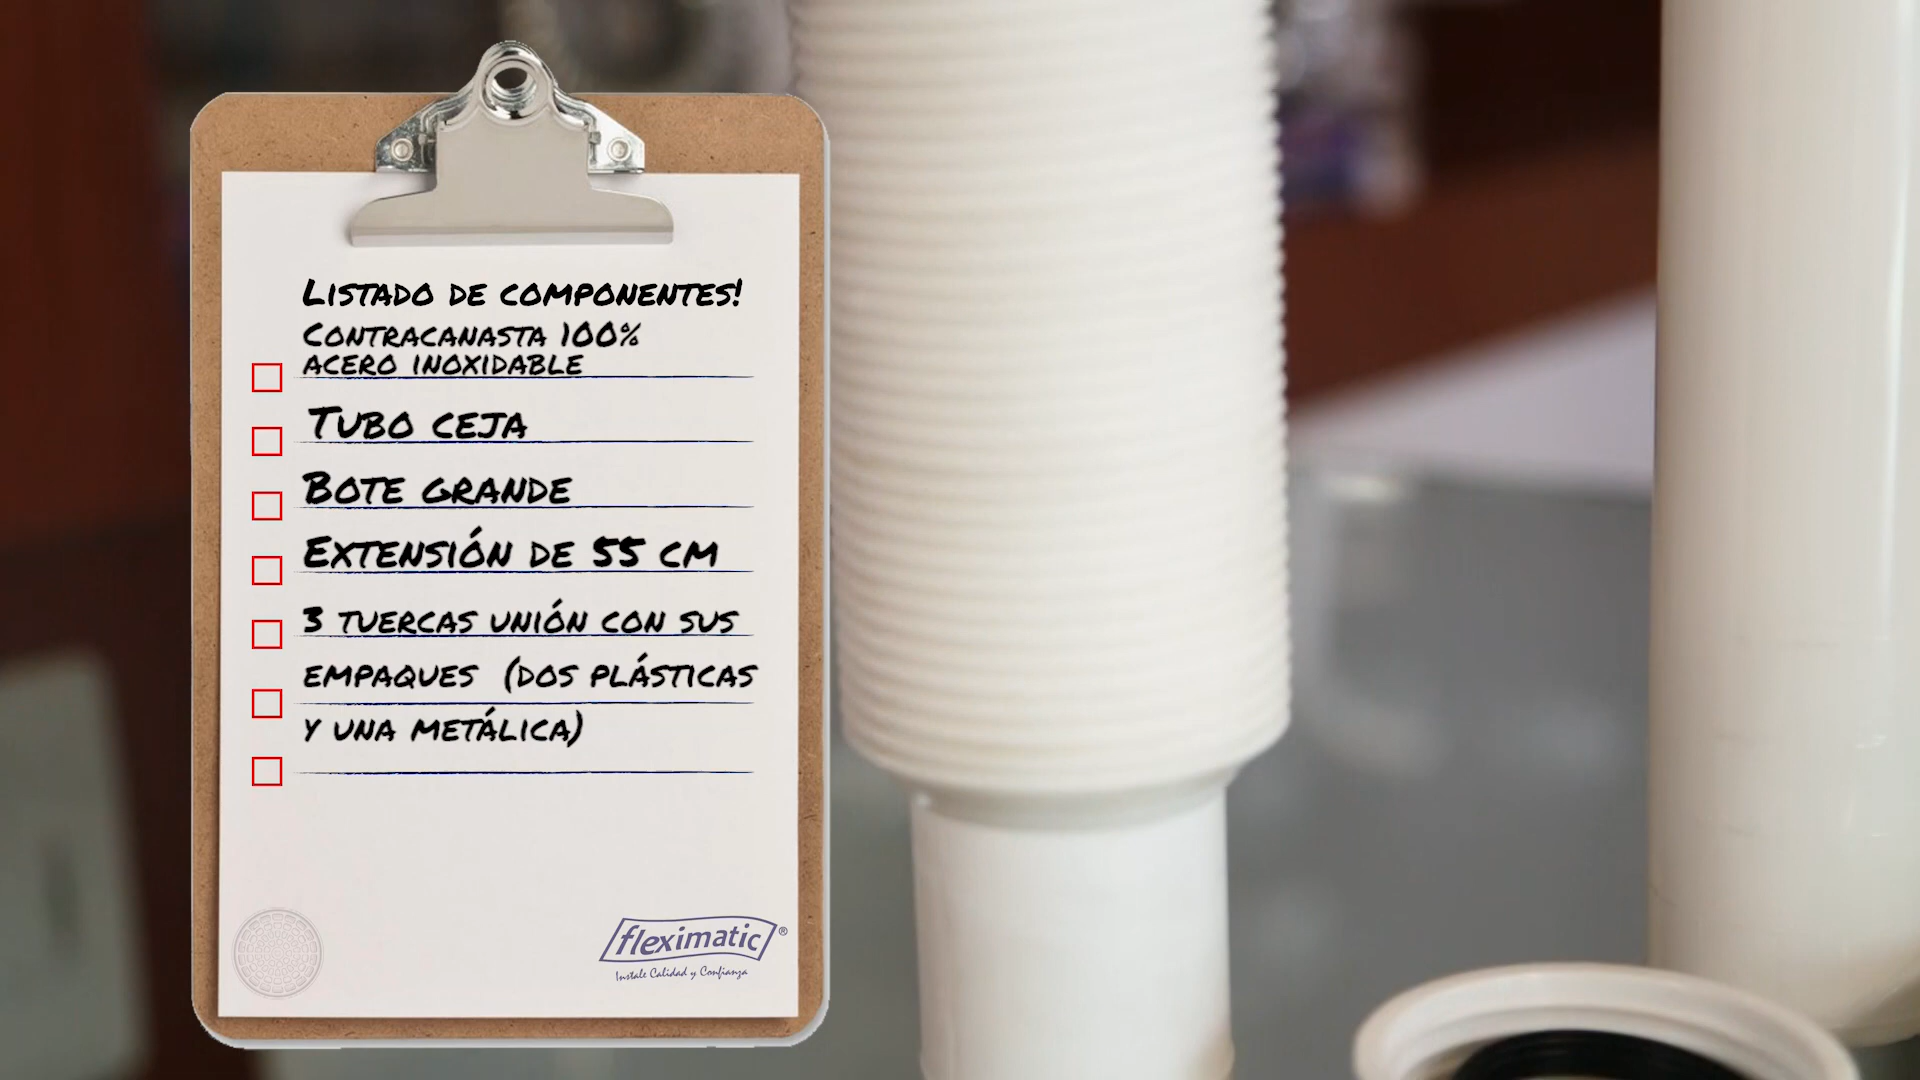 Listado de componentes!
Contracanasta 100%
acero inoxidable
Tubo ceja
Bote grande
Extensión de 55 cm
3 tuercas unión con sus
empaques (dos plásticas
y una metálica)
fleximatic®
Instale Calidad y Confianza